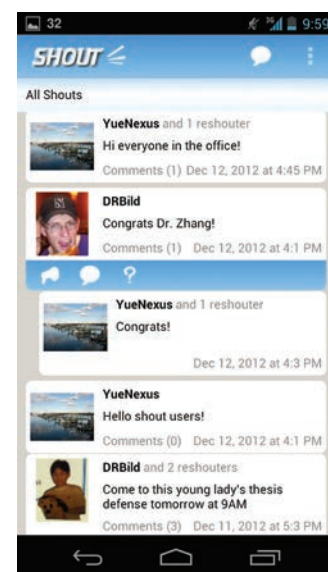 32 3G 9:59
SHOUT
All Shouts
YueNexus and 1 reshouter
Hi everyone in the office!
Comments (1) Dec 12, 2012 at 4:45 PM
DRBild
Congrats Dr. Zhang!
Comments (1) Dec 12, 2012 at 4:1 PM
?
YueNexus and 1 reshouter
Congrats!
Dec 12, 2012 at 4:3 PM
YueNexus
Hello shout users!
Comments (0) Dec 12, 2012 at 4:1 PM
DRBild and 2 reshouters
Come to this young lady's thesis
defense tomorrow at 9AM
Comments (3) Dec 11, 2012 at 5:3 PM